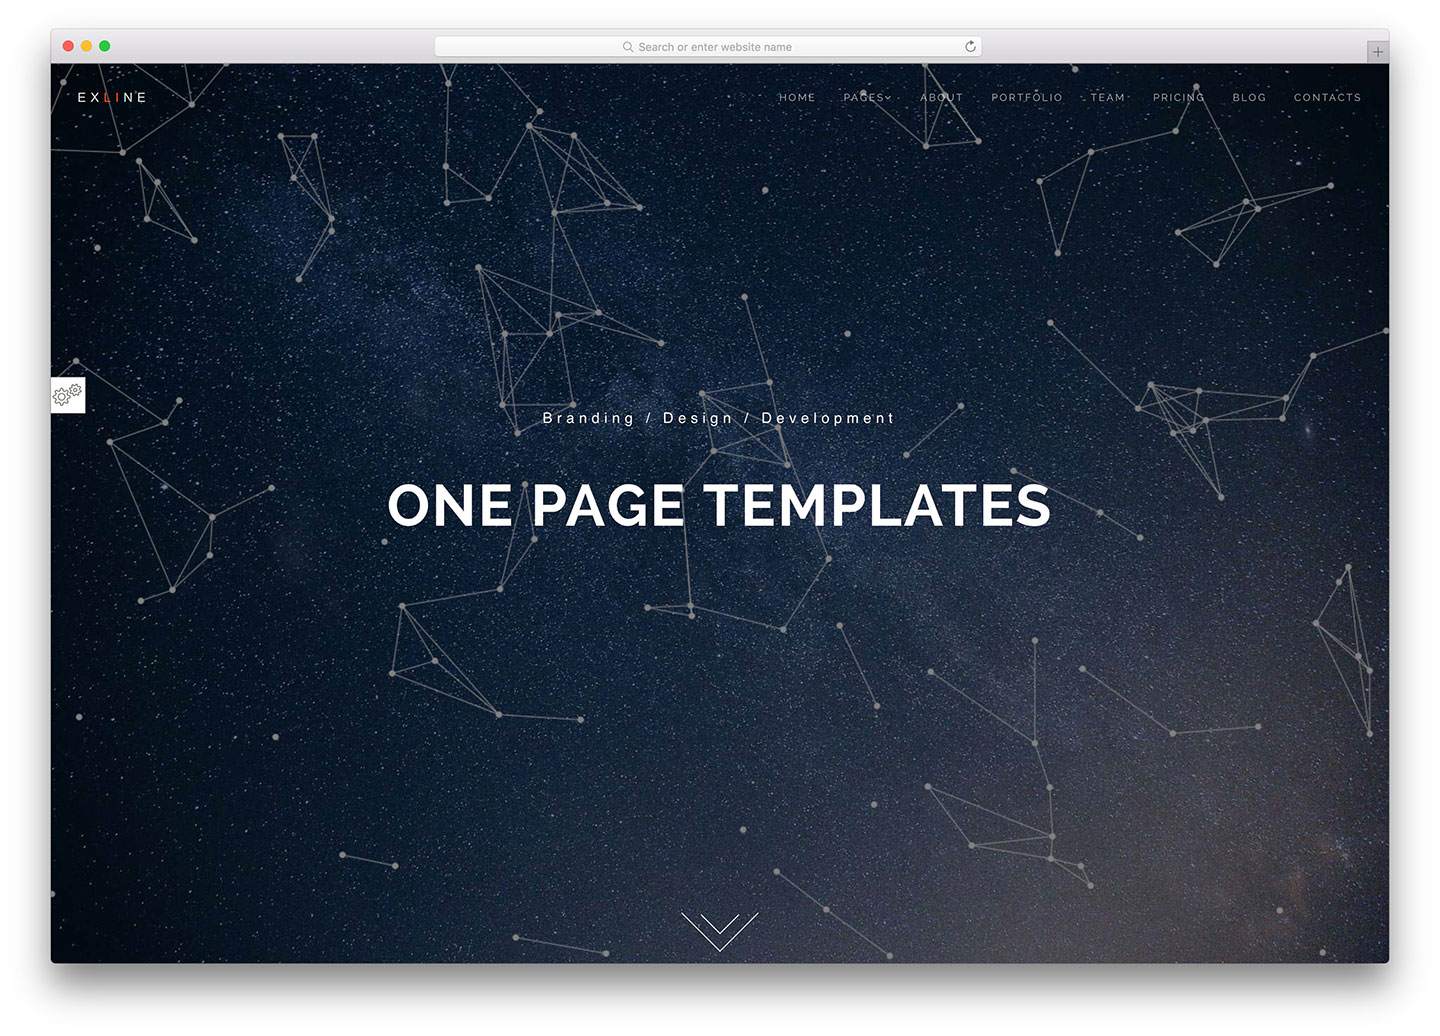 Search or enter website name
EXLINE
HOME PAGES ABOUT PORTFOLIO TEAM PRICING BLOG CONTACTS
Branding / Design / Development
ONE PAGE TEMPLATES